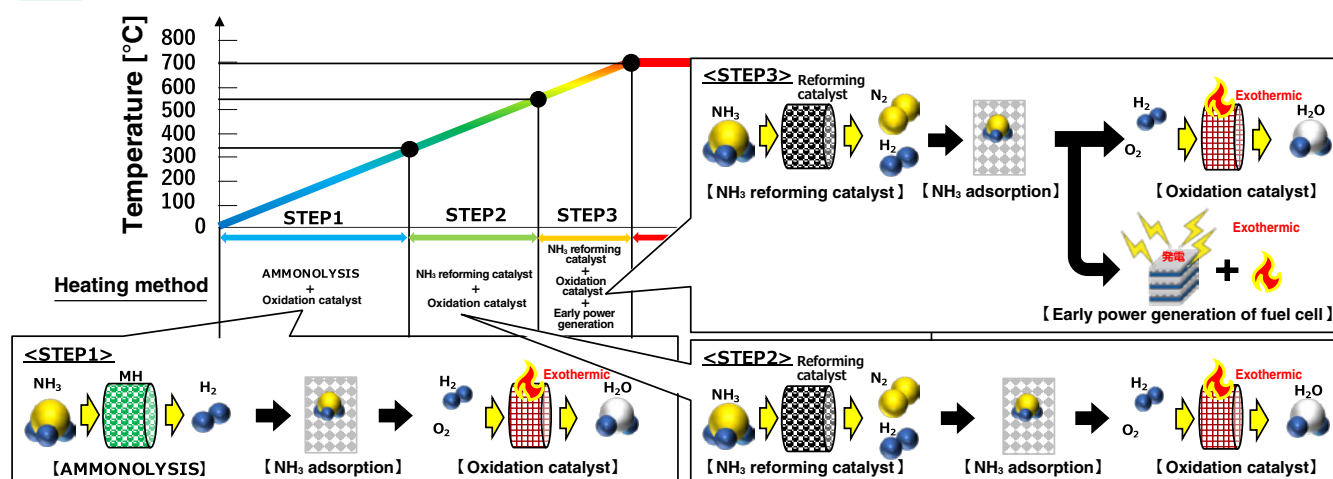 Temperature [°C]
800
700
600
500
400
300
200
100
0
STEP1
STEP2
STEP3
Heating method
AMMONOLYSIS
+
Oxidation catalyst
NH₃ reforming catalyst
+
Oxidation catalyst
NH₃ reforming
catalyst
+
Oxidation
catalyst
+
Early power
generation
<STEP3>
Reforming
catalyst
NH₃
N₂
H₂
H₂
O₂
Exothermic
H₂O
【NH₃ reforming catalyst】
【NH₃ adsorption】
【Oxidation catalyst】
発電
+
Exothermic
【Early power generation of fuel cell】
<STEP1>
NH₃
MH
H₂
H₂
O₂
Exothermic
H₂O
【AMMONOLYSIS】
【NH₃ adsorption】
【Oxidation catalyst】
<STEP2>
Reforming
catalyst
NH₃
N₂
H₂
H₂
O₂
Exothermic
H₂O
【NH₃ reforming catalyst】
【NH₃ adsorption】
【Oxidation catalyst】